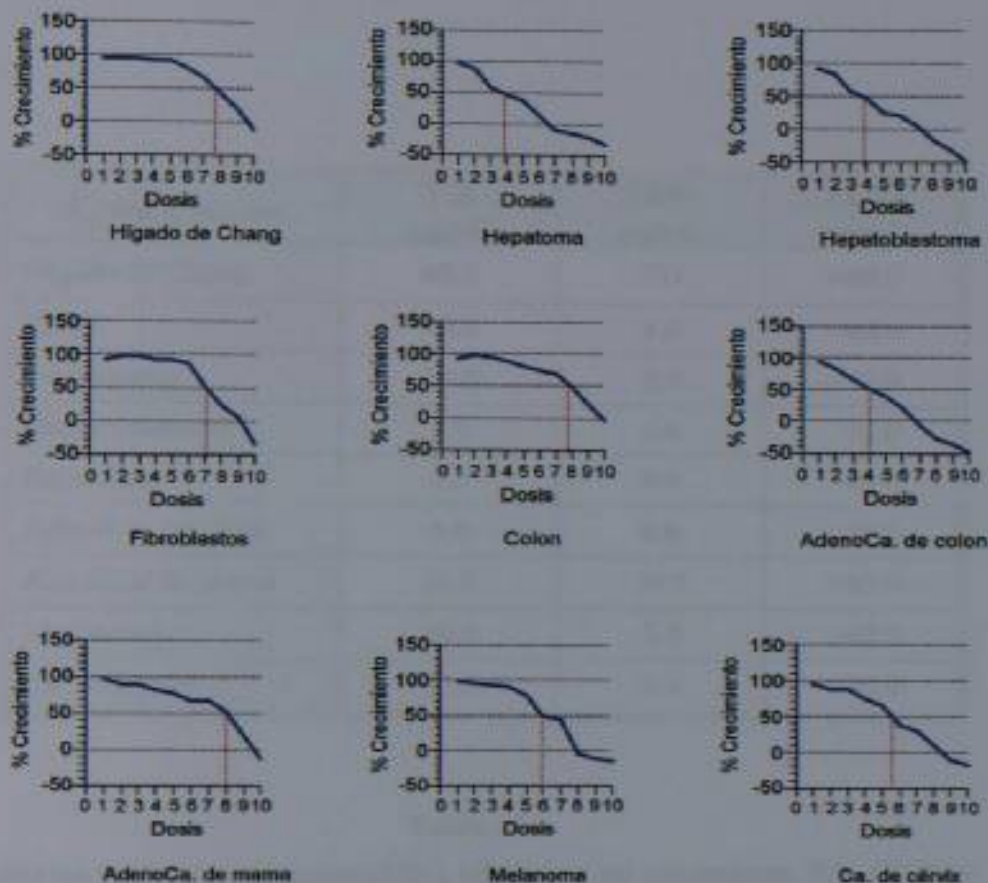 150
100
50
0
-50
% Crecimiento
0 1 2 3 4 5 6 7 8 9 10
Dosis
Hígado de Chang
150
100
50
0
-50
% Crecimiento
0 1 2 3 4 5 6 7 8 9 10
Dosis
Hepatoma
150
100
50
0
-50
% Crecimiento
0 1 2 3 4 5 6 7 8 9 10
Dosis
Hepatoblastoma
150
100
50
0
-50
% Crecimiento
0 1 2 3 4 5 6 7 8 9 10
Dosis
Fibroblastos
150
100
50
0
-50
% Crecimiento
0 1 2 3 4 5 6 7 8 9 10
Dosis
Colon
150
100
50
0
-50
% Crecimiento
0 1 2 3 4 5 6 7 8 9 10
Dosis
AdenoCa. de colon
150
100
50
0
-50
% Crecimiento
0 1 2 3 4 5 6 7 8 9 10
Dosis
AdenoCa. de mama
150
100
50
0
-50
% Crecimiento
0 1 2 3 4 5 6 7 8 9 10
Dosis
Melanoma
150
100
50
0
-50
% Crecimiento
0 1 2 3 4 5 6 7 8 9 10
Dosis
Ca. de cérvix